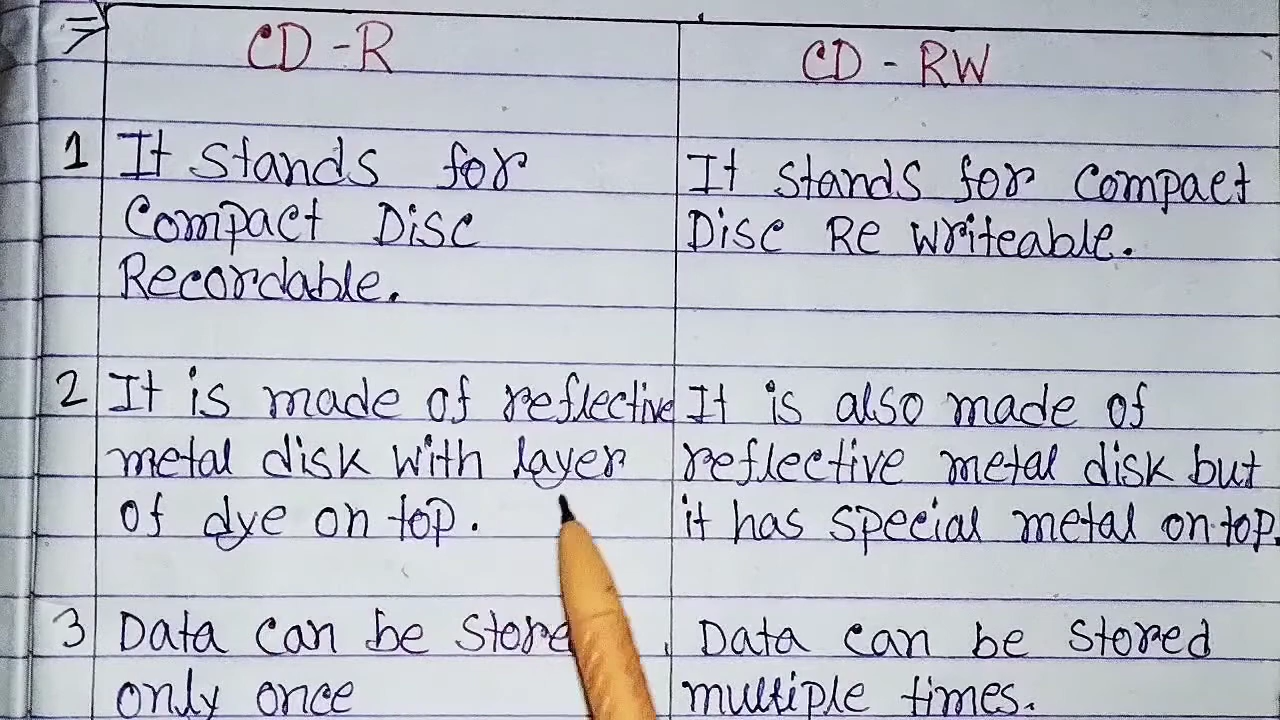 ⇒ CD-R
CD - RW
1 It stands for
Compact Disc
Recordable.
It stands for Compact
Disc Re writeable.
2 It is made of reflective
metal disk with layer
of dye on top.
It is also made of
reflective metal disk but
it has special metal on top.
3 Data can be store
only once
Data can be stored
multiple times.